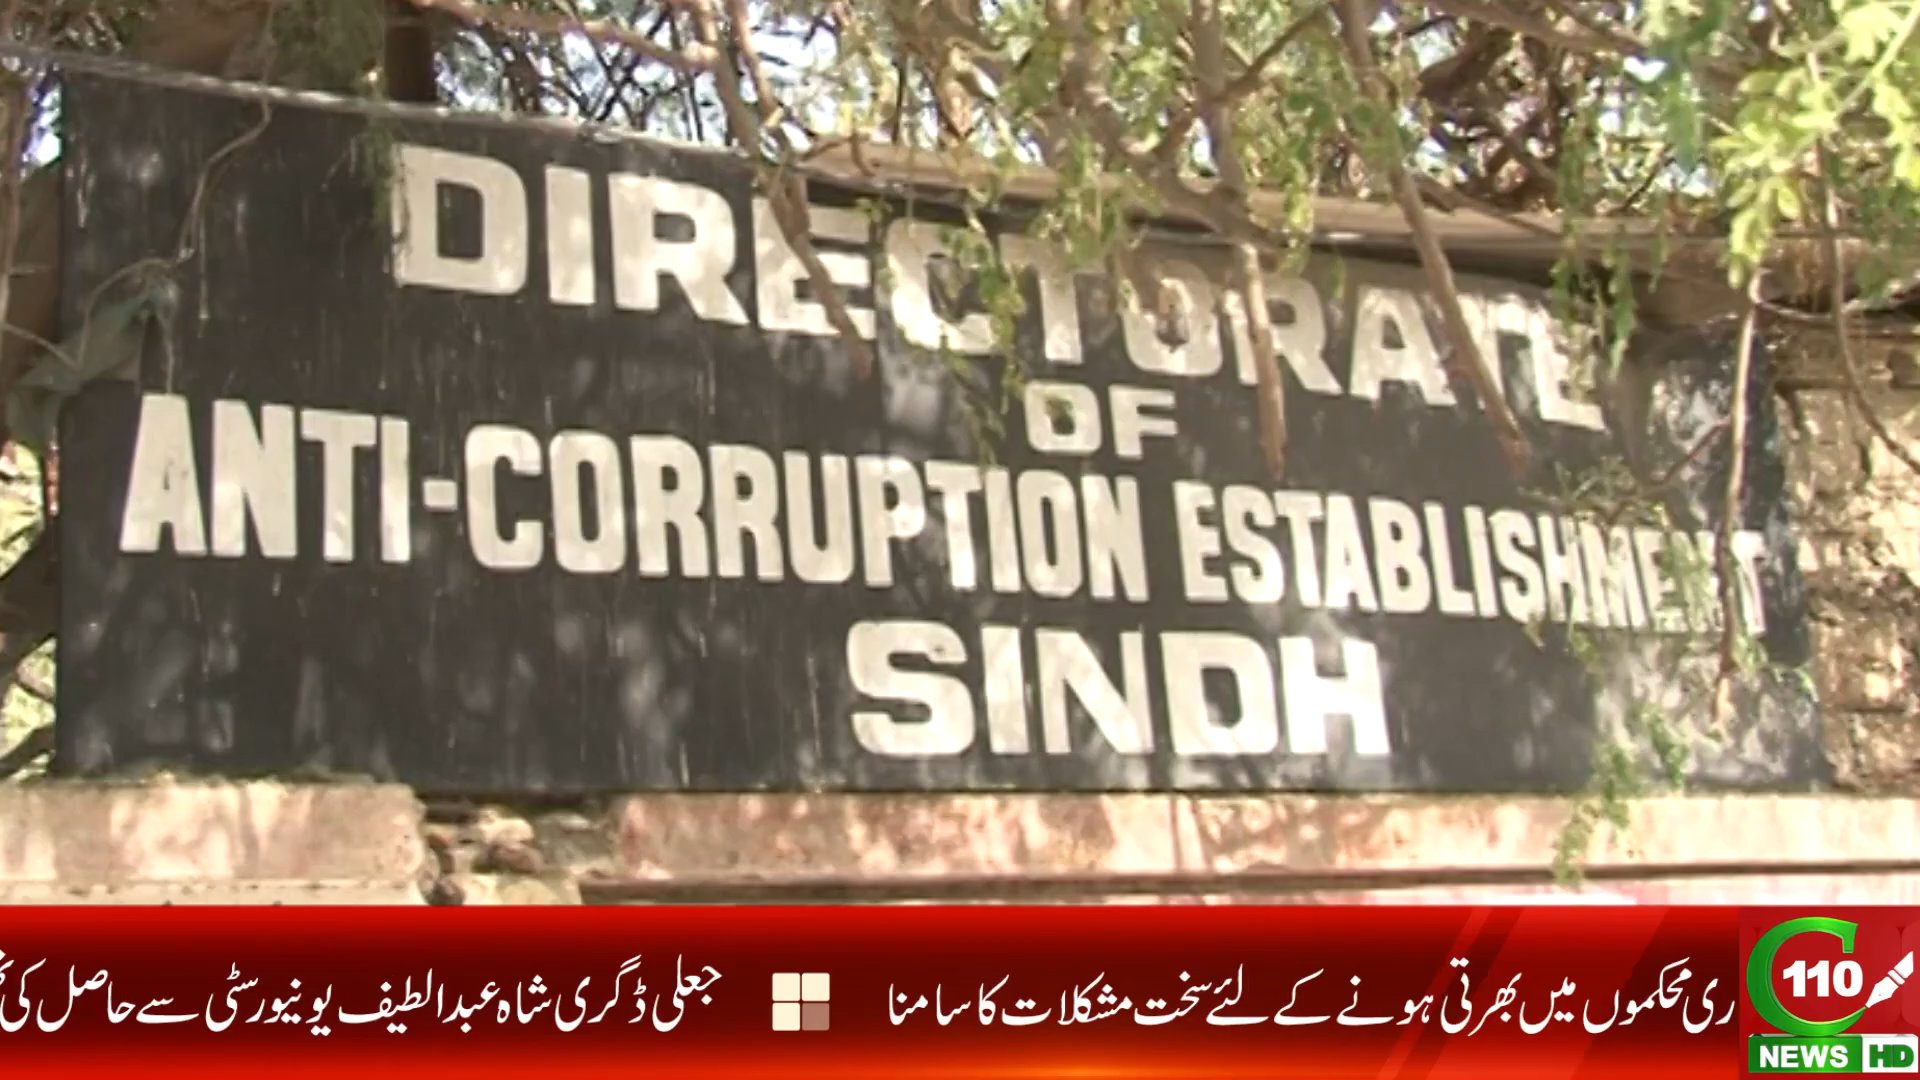 DIRECTORATE
OF
ANTI-CORRUPTION ESTABLISHMENT
SINDH
ری محکموں میں بھرتی ہونے کے لئے سخت مشکلات کا سامنا
جعلی ڈگری شاہ عبدالطیف یونیورسٹی سے حاصل کی
C
110
NEWS HD